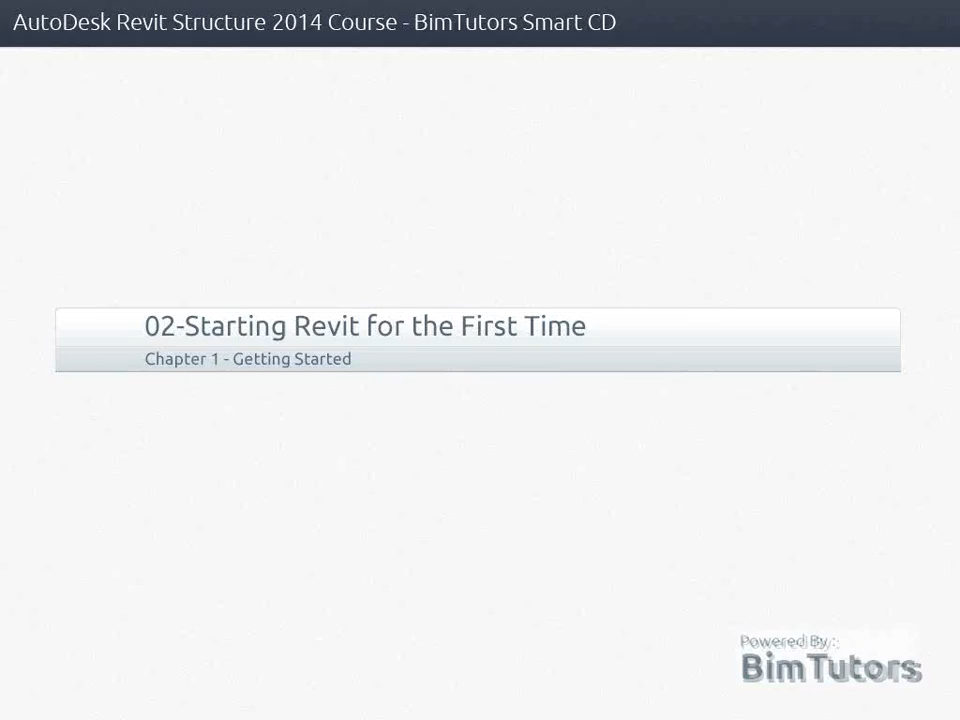 AutoDesk Revit Structure 2014 Course - BimTutors Smart CD
02-Starting Revit for the First Time
Chapter 1 - Getting Started
Powered By :
BimTutors